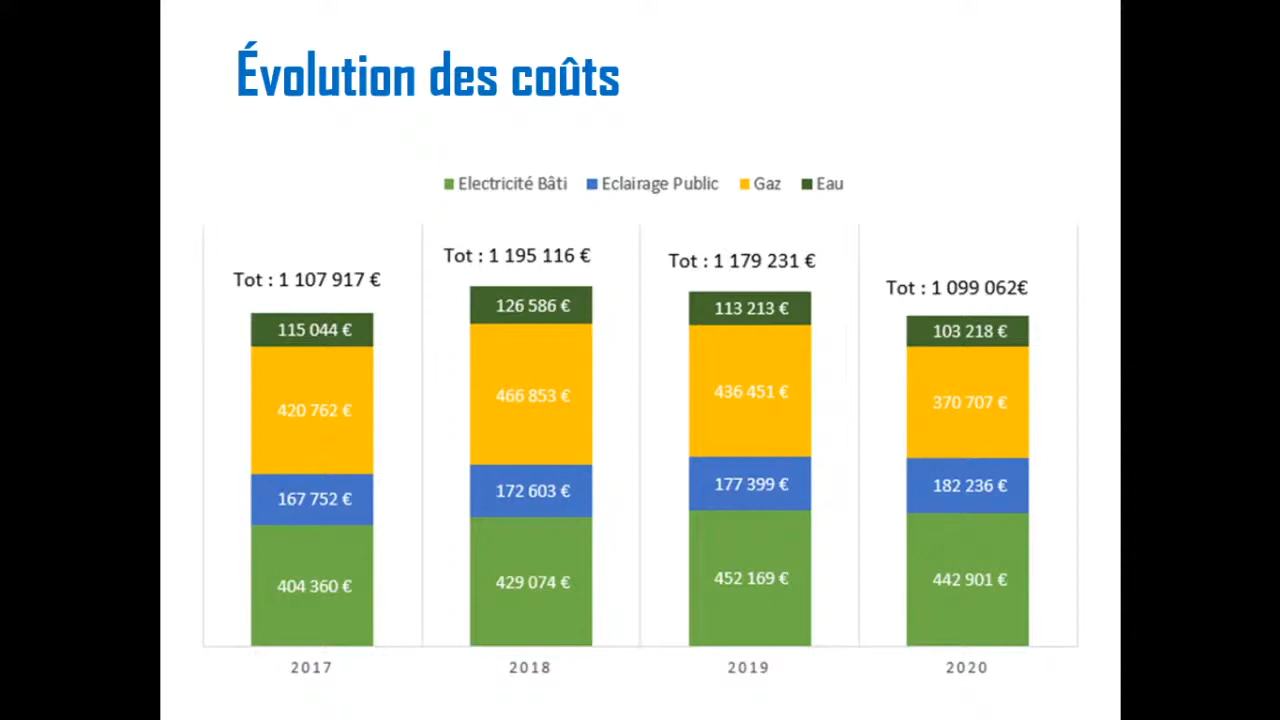 Évolution des coûts
Electricité Bâti Eclairage Public Gaz Eau
Tot : 1 107 917 € Tot : 1 195 116 € Tot : 1 179 231 € Tot : 1 099 062€
115 044 € 126 586 € 113 213 € 103 218 €
420 762 € 466 853 € 436 451 € 370 707 €
167 752 € 172 603 € 177 399 € 182 236 €
404 360 € 429 074 € 452 169 € 442 901 €
2017 2018 2019 2020